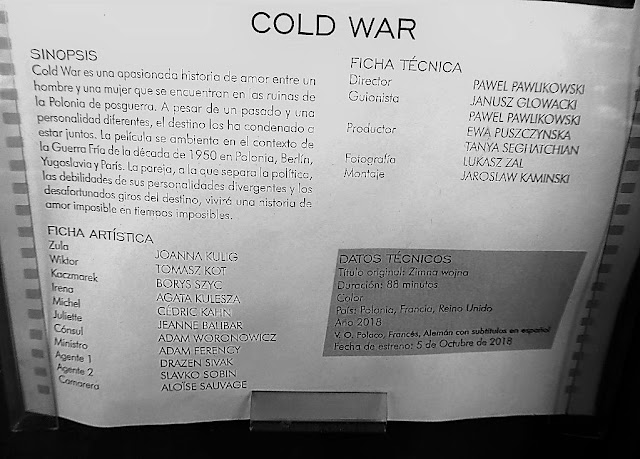 COLD WAR
SINOPSIS
Cold War es una apasionada historia de amor entre un
hombre y una mujer que se encuentran en las ruinas de
la Polonia de posguerra. A pesar de un pasado y una
personalidad diferentes, el destino los ha condenado a
estar juntos. La película se ambienta en el contexto de
la Guerra Fría de la década de 1950 en Polonia, Berlín,
Yugoslavia y París. La pareja, a la que separa la política,
las debilidades de sus personalidades divergentes y los
desafortunados giros del destino, vivirá una historia de
amor imposible en tiempos imposibles.
FICHA ARTÍSTICA
Zula JOANNA KULIG
Wiktor TOMASZ KOT
Kaczmarek BORYS SZYC
Irena AGATA KULESZA
Michel CÉDRIC KAHN
Juliette JEANNE BALIBAR
Cónsul ADAM WORONOWICZ
Ministro ADAM FERENCY
Agente 1 DRAZEN SIVAK
Agente 2 SLAVKO SOBIN
Camarera ALOÏSE SAUVAGE
FICHA TÉCNICA
Director PAWEL PAWLIKOWSKI
Guionista JANUSZ GLOWACKI
PAWEL PAWLIKOWSKI
Productor EWA PUSZCZYNSKA
TANYA SEGHATCHIAN
Fotografía LUKASZ ZAL
Montaje JAROSLAW KAMINSKI
DATOS TÉCNICOS
Título original: Zimna wojna
Duración: 88 minutos
Color
País: Polonia, Francia, Reino Unido
Año 2018
V. O. Polaco, Francés, Alemán con subtítulos en español
Fecha de estreno: 5 de Octubre de 2018